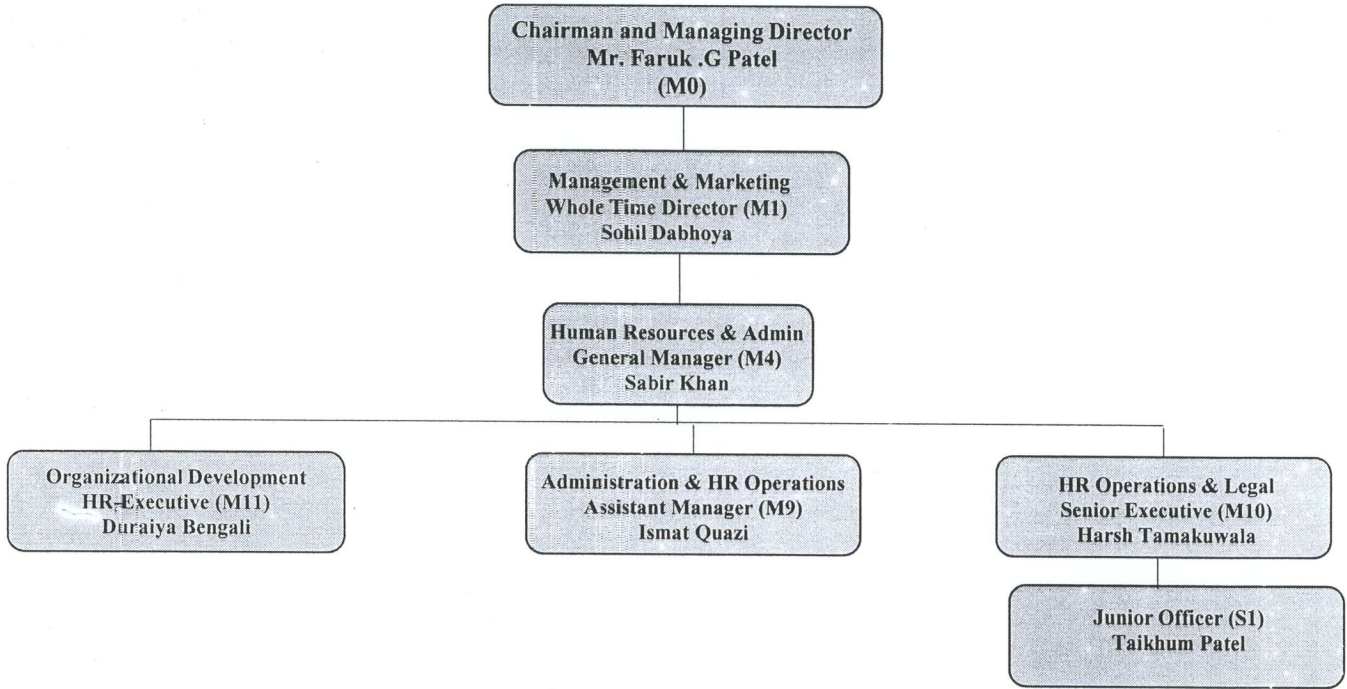 Chairman and Managing Director
Mr. Faruk .G Patel
(M0)
Management & Marketing
Whole Time Director (M1)
Sohil Dabhoya
Human Resources & Admin
General Manager (M4)
Sabir Khan
Organizational Development
HR-Executive (M11)
Duraiya Bengali
Administration & HR Operations
Assistant Manager (M9)
Ismat Quazi
HR Operations & Legal
Senior Executive (M10)
Harsh Tamakuwala
Junior Officer (S1)
Taikhum Patel